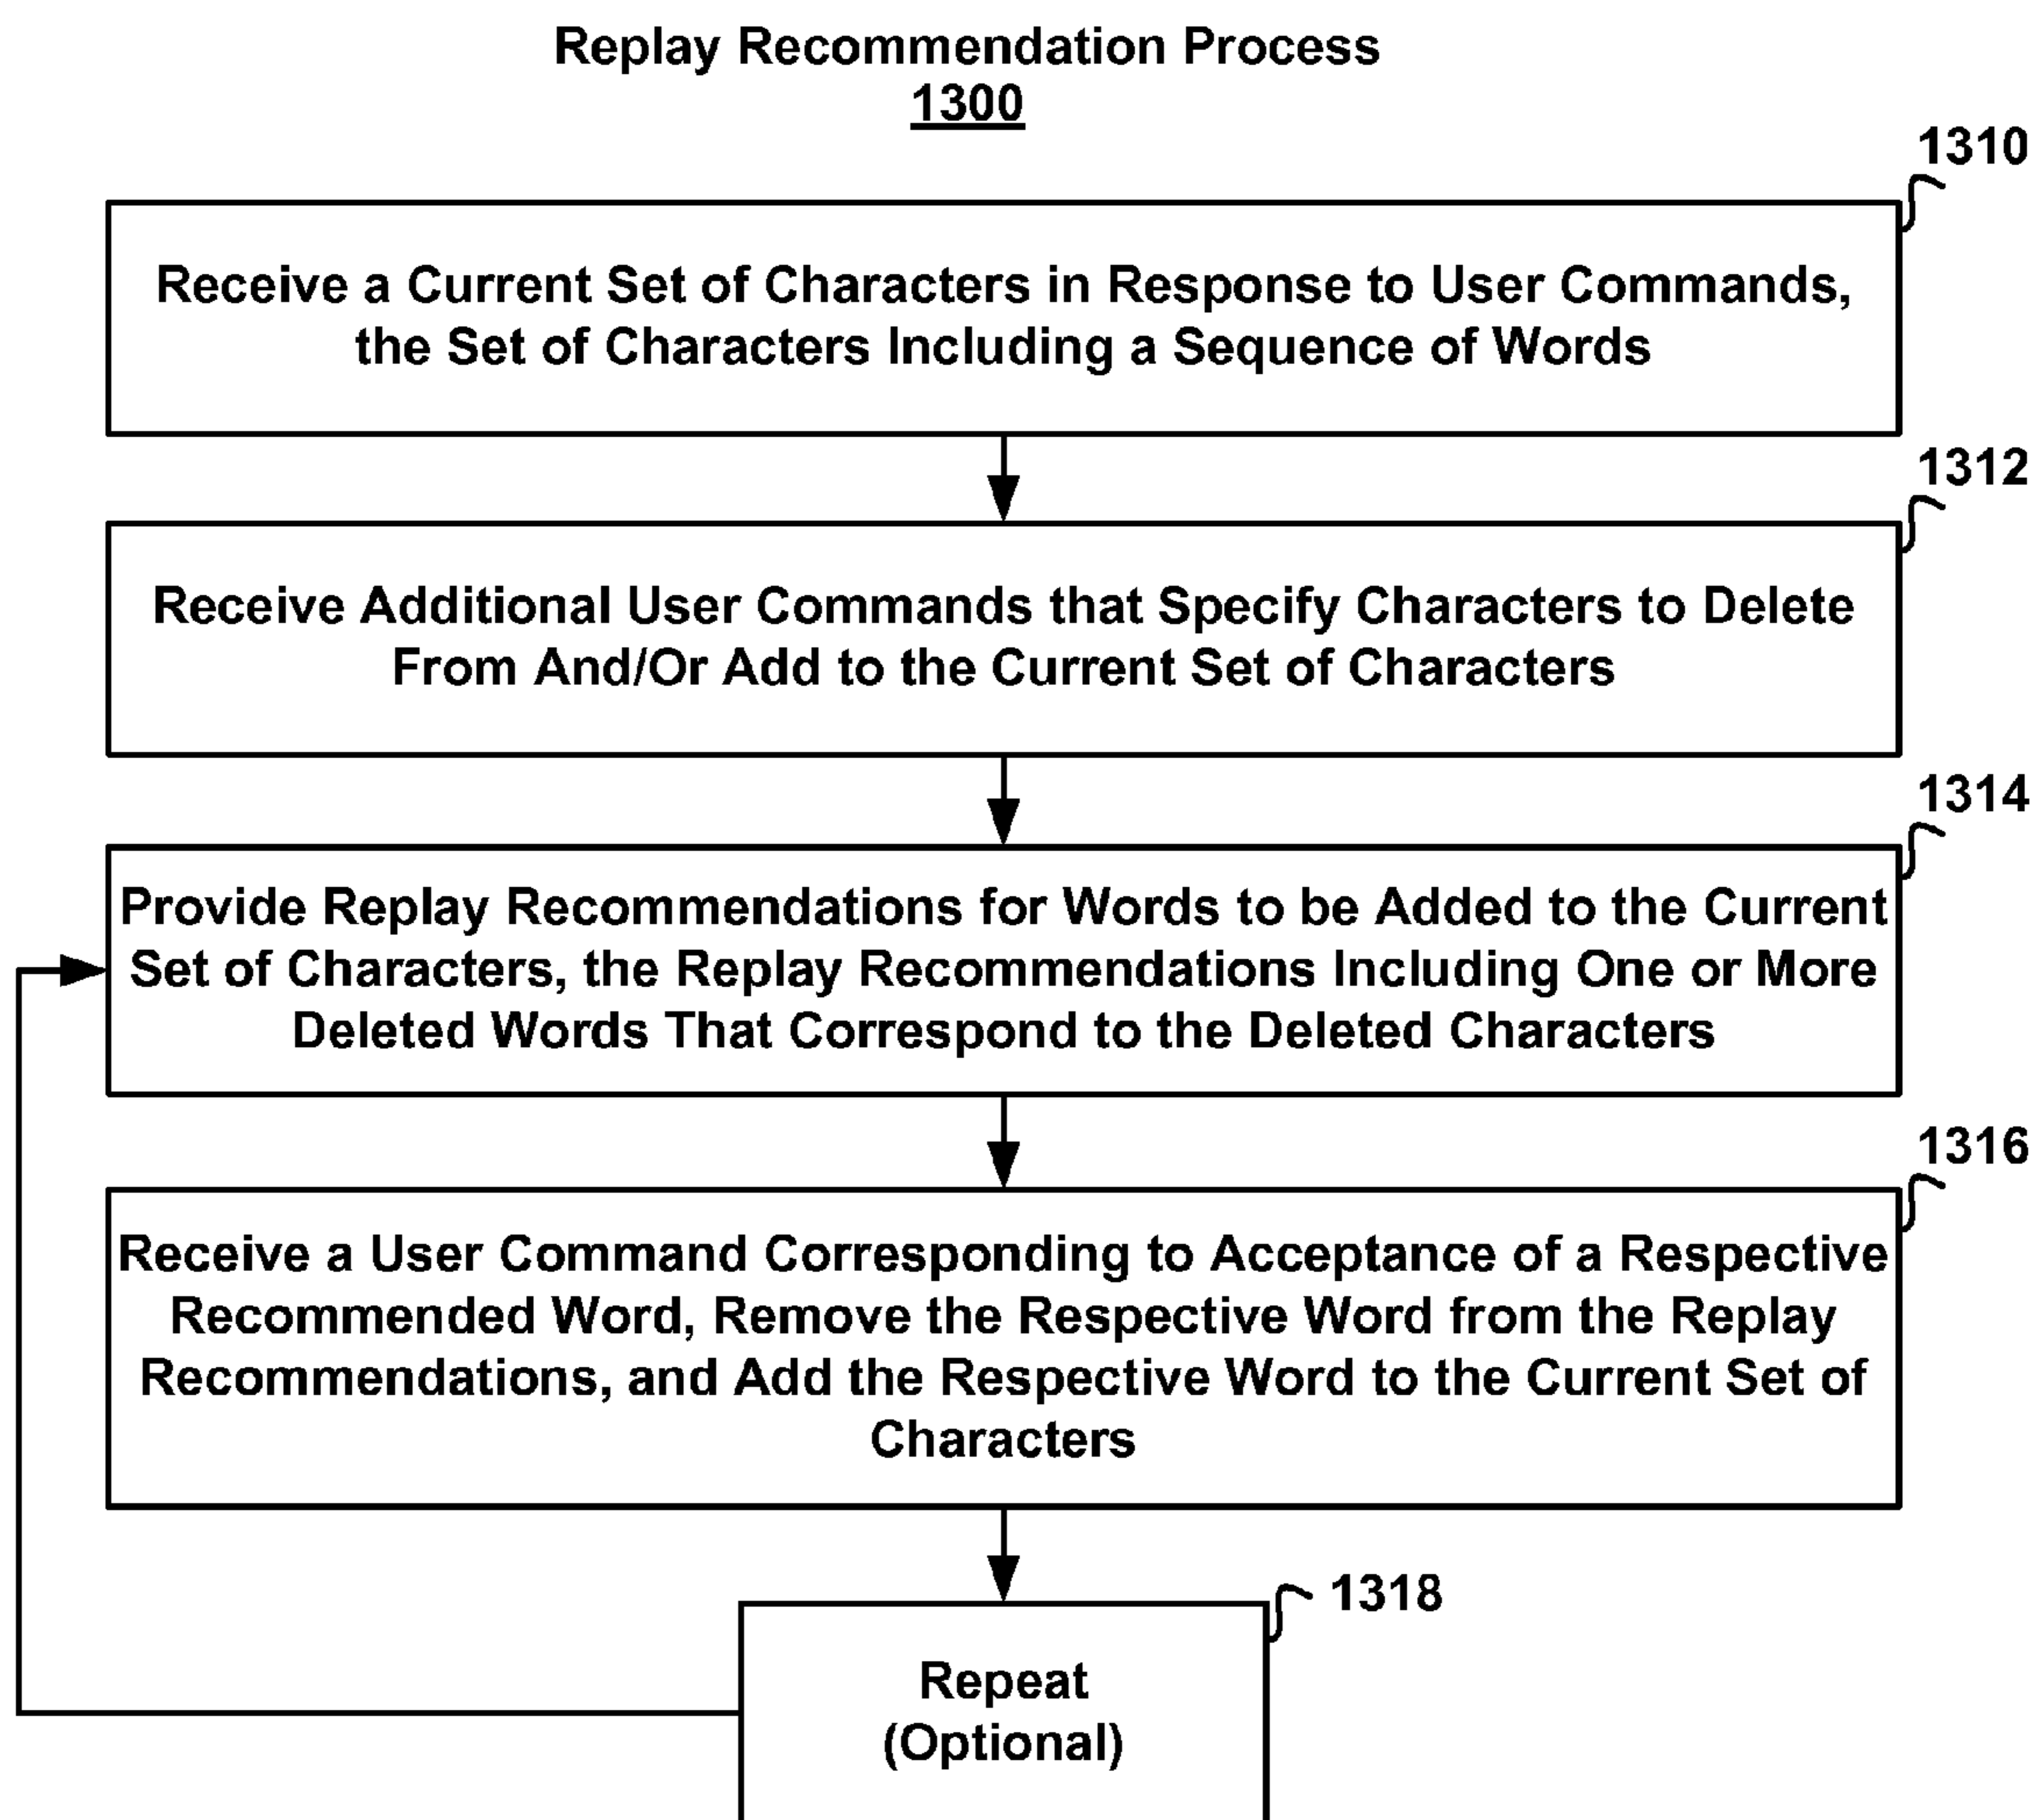 Replay Recommendation Process
1300
1310
Receive a Current Set of Characters in Response to User Commands,
the Set of Characters Including a Sequence of Words
1312
Receive Additional User Commands that Specify Characters to Delete
From And/Or Add to the Current Set of Characters
1314
Provide Replay Recommendations for Words to be Added to the Current
Set of Characters, the Replay Recommendations Including One or More
Deleted Words That Correspond to the Deleted Characters
1316
Receive a User Command Corresponding to Acceptance of a Respective
Recommended Word, Remove the Respective Word from the Replay
Recommendations, and Add the Respective Word to the Current Set of
Characters
1318
Repeat
(Optional)